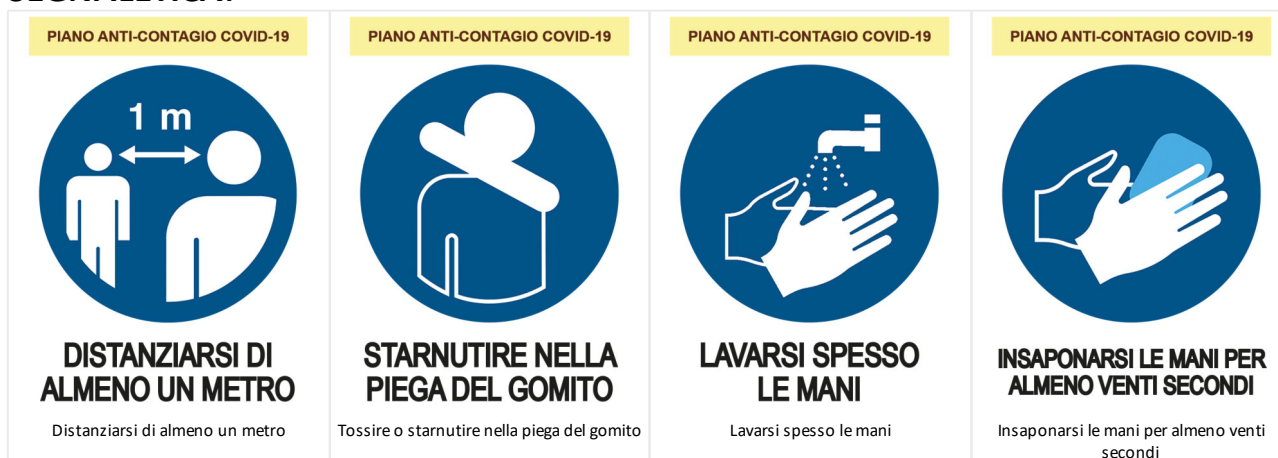 PIANO ANTI-CONTAGIO COVID-19
1 m
DISTANZIARSI DI
ALMENO UN METRO
Distanziarsi di almeno un metro
PIANO ANTI-CONTAGIO COVID-19
STARNUTIRE NELLA
PIEGA DEL GOMITO
Tossire o starnutire nella piega del gomito
PIANO ANTI-CONTAGIO COVID-19
LAVARSI SPESSO
LE MANI
Lavarsi spesso le mani
PIANO ANTI-CONTAGIO COVID-19
INSAPONARSI LE MANI PER
ALMENO VENTI SECONDI
Insaponarsi le mani per almeno venti
secondi